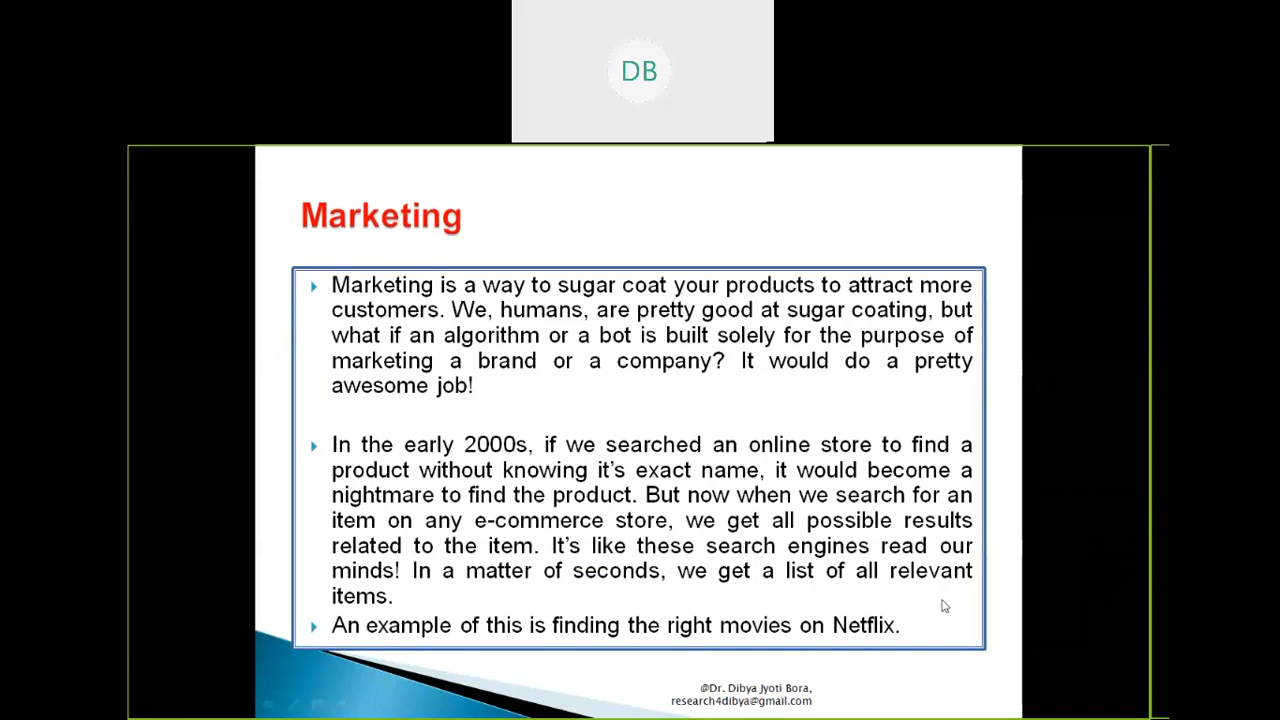 DB
Marketing
Marketing is a way to sugar coat your products to attract more
customers. We, humans, are pretty good at sugar coating, but
what if an algorithm or a bot is built solely for the purpose of
marketing a brand or a company? It would do a pretty
awesome job!
In the early 2000s, if we searched an online store to find a
product without knowing it's exact name, it would become a
nightmare to find the product. But now when we search for an
item on any e-commerce store, we get all possible results
related to the item. It's like these search engines read our
minds! In a matter of seconds, we get a list of all relevant
items.
An example of this is finding the right movies on Netflix.
@Dr. Dibya Jyoti Bora,
research4dibya@gmail.com